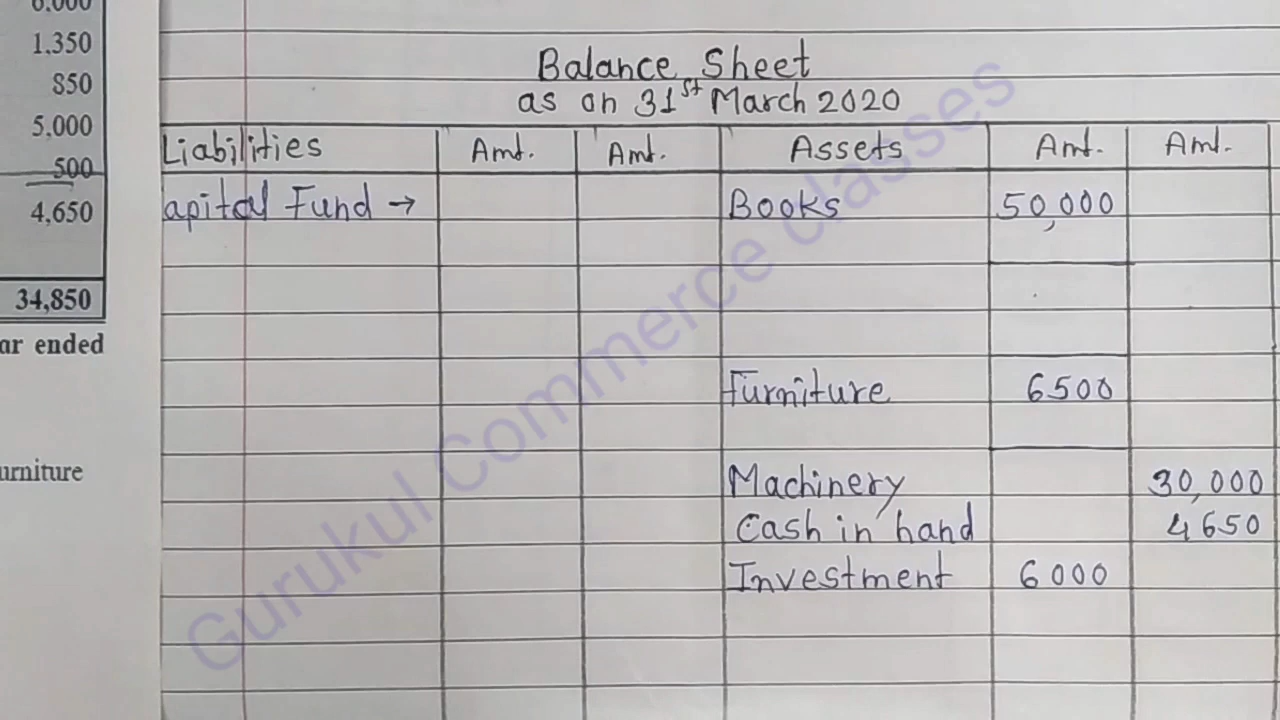 6.000
1,350
850
5,000
500
4,650
34,850
ar ended
urniture
Balance Sheet
as on 31st March 2020
Liabilities Amt. Amt. Assets Amt. Amt.
apital Fund → Books 50,000
Furniture 6500
Machinery 30,000
Cash in hand 4650
Investment 6000
Gurukul Commerce classes